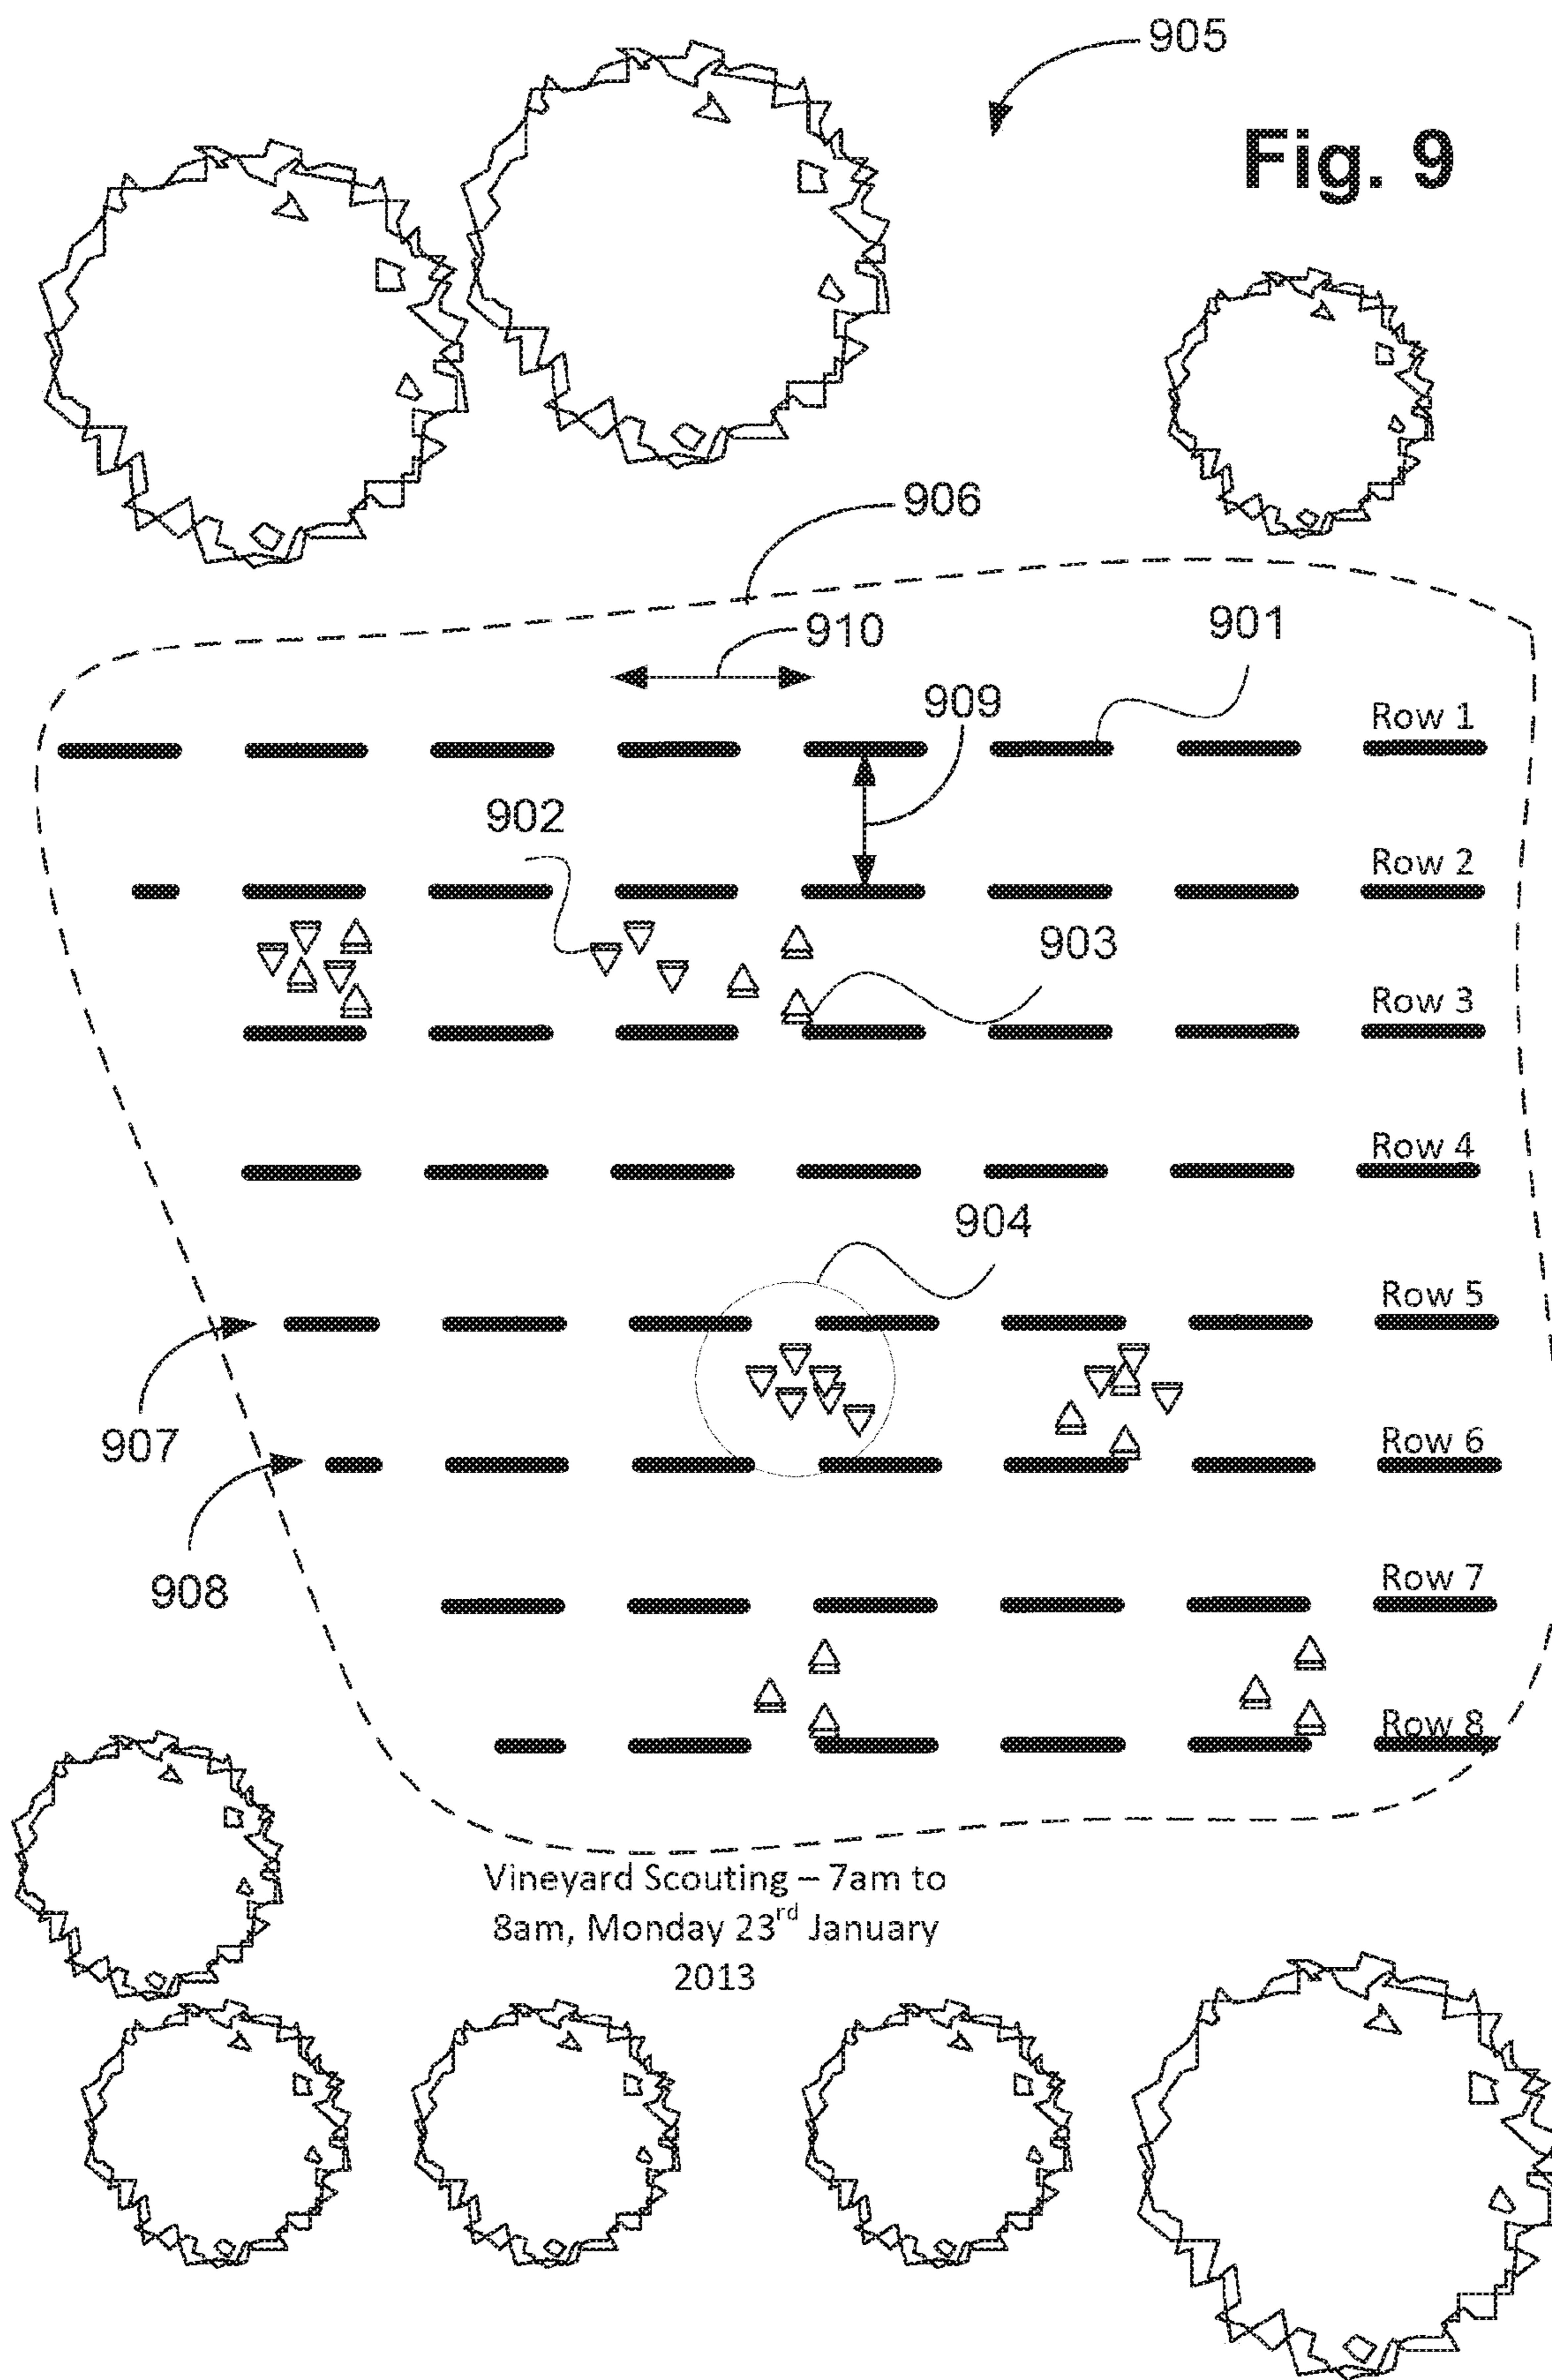 905
Fig. 9
906
910
901
909
Row 1
902
Row 2
903
Row 3
Row 4
904
Row 5
907
Row 6
908
Row 7
Row 8
Vineyard Scouting – 7am to
8am, Monday 23rd January
2013